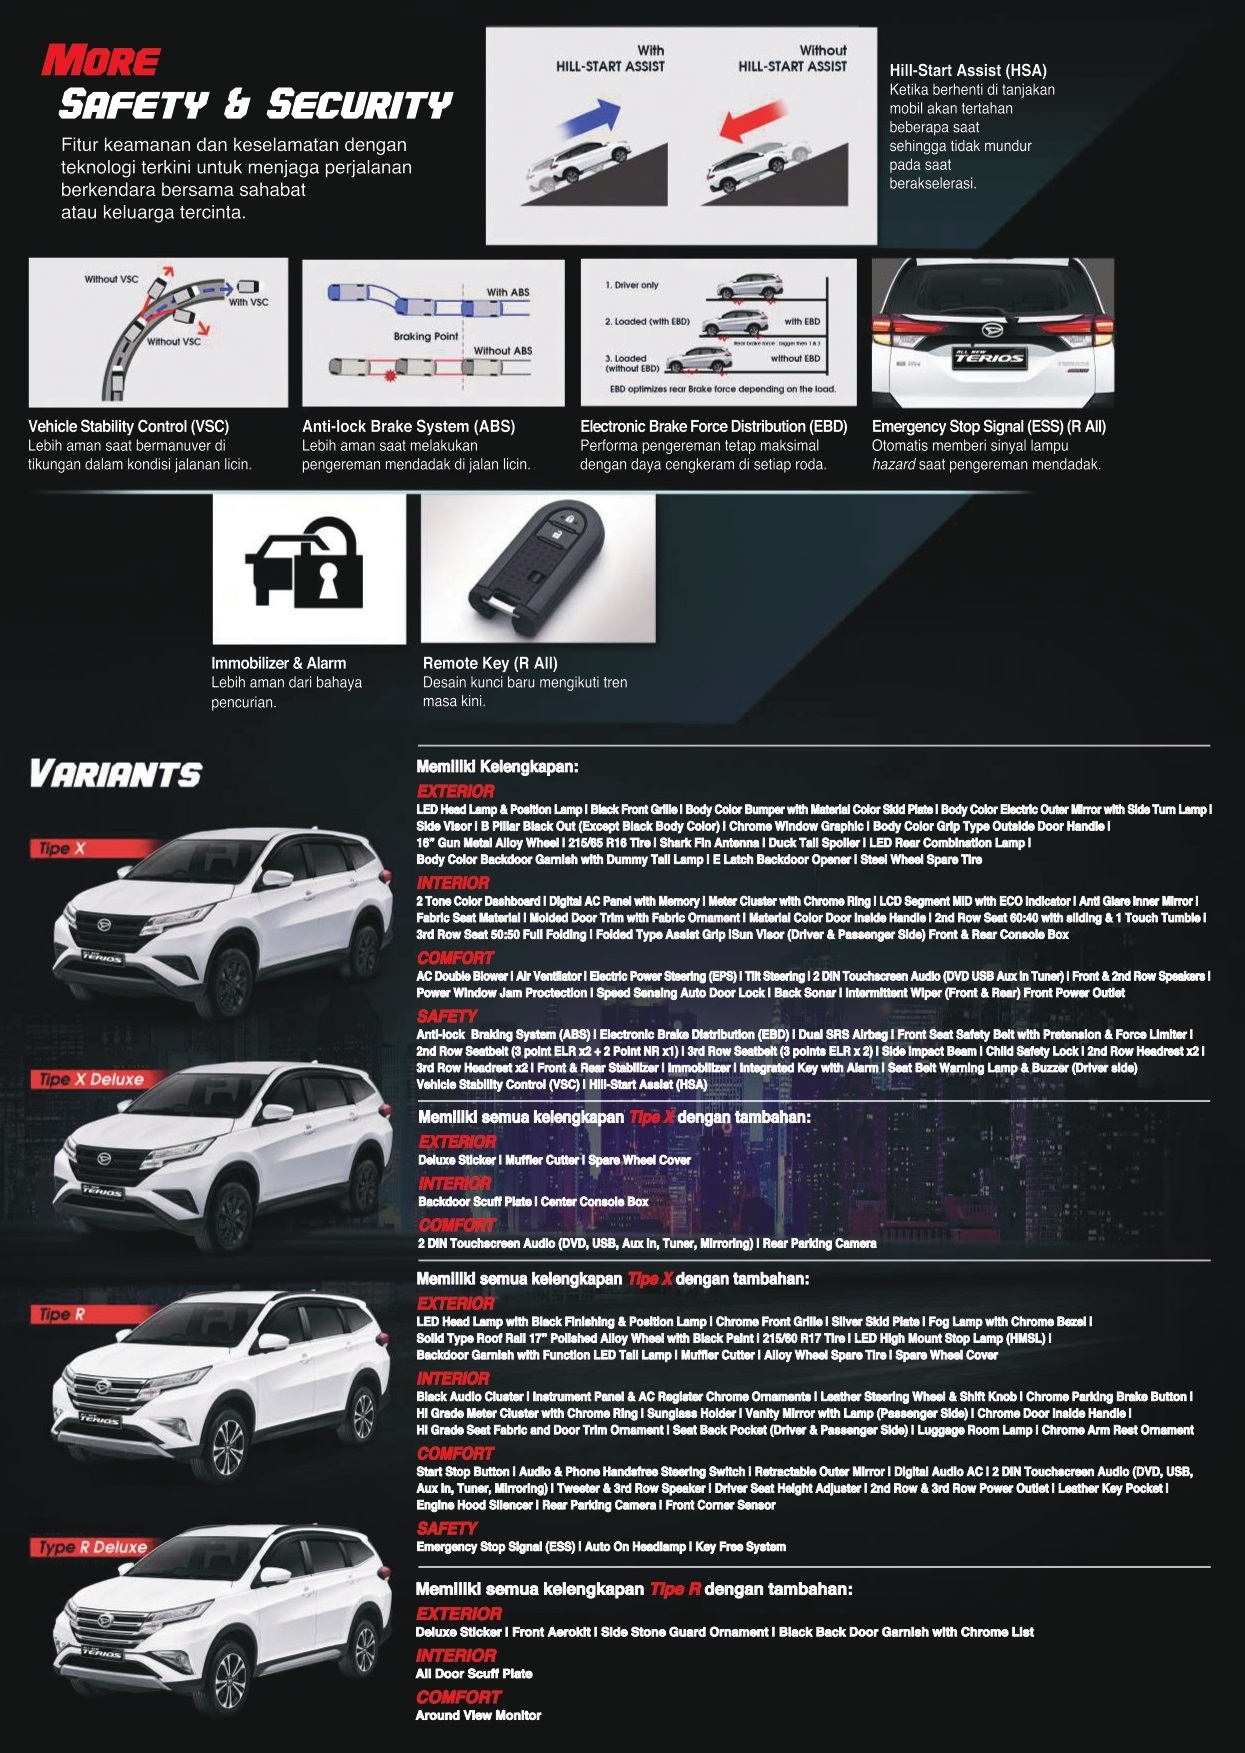 MORE
SAFETY & SECURITY
Fitur keamanan dan keselamatan dengan
teknologi terkini untuk menjaga perjalanan
berkendara bersama sahabat
atau keluarga tercinta.
With
HILL-START ASSIST
Without
HILL-START ASSIST
Hill-Start Assist (HSA)
Ketika berhenti di tanjakan
mobil akan tertahan
beberapa saat
sehingga tidak mundur
pada saat
berakselerasi.
Without VSC
With VSC
Without VSC
Vehicle Stability Control (VSC)
Lebih aman saat bermanuver di
tikungan dalam kondisi jalanan licin.
With ABS
Braking Point
Without ABS
Anti-lock Brake System (ABS)
Lebih aman saat melakukan
pengereman mendadak di jalan licin.
1. Driver only
2. Loaded (with EBD)
with EBD
Rear brake force : bigger then 1 & 3
3. Loaded
(without EBD)
without EBD
EBD optimizes rear Brake force depending on the load.
Electronic Brake Force Distribution (EBD)
Performa pengereman tetap maksimal
dengan daya cengkeram di setiap roda.
ALL NEW
TERIOS
TERIOS
Emergency Stop Signal (ESS) (R All)
Otomatis memberi sinyal lampu
hazard saat pengereman mendadak.
Immobilizer & Alarm
Lebih aman dari bahaya
pencurian.
Remote Key (R All)
Desain kunci baru mengikuti tren
masa kini.
VARIANTS
Tipe X
TERIOS
Memiliki Kelengkapan:
EXTERIOR
LED Head Lamp & Position Lamp | Black Front Grille | Body Color Bumper with Material Color Skid Plate | Body Color Electric Outer Mirror with Side Turn Lamp |
Side Visor | B Pillar Black Out (Except Black Body Color) | Chrome Window Graphic | Body Color Grip Type Outside Door Handle |
16" Gun Metal Alloy Wheel | 215/65 R16 Tire | Shark Fin Antenna | Duck Tail Spoiler | LED Rear Combination Lamp |
Body Color Backdoor Garnish with Dummy Tail Lamp | E Latch Backdoor Opener | Steel Wheel Spare Tire
INTERIOR
2 Tone Color Dashboard | Digital AC Panel with Memory | Meter Cluster with Chrome Ring | LCD Segment MID with ECO Indicator | Anti Glare Inner Mirror |
Fabric Seat Material | Molded Door Trim with Fabric Ornament | Material Color Door Inside Handle | 2nd Row Seat 60:40 with sliding & 1 Touch Tumble |
3rd Row Seat 50:50 Full Folding | Folded Type Assist Grip |Sun Visor (Driver & Passenger Side) Front & Rear Console Box
COMFORT
AC Double Blower | Air Ventilator | Electric Power Steering (EPS) | Tilt Steering | 2 DIN Touchscreen Audio (DVD USB Aux In Tuner) | Front & 2nd Row Speakers |
Power Window Jam Proctection | Speed Sensing Auto Door Lock | Back Sonar | Intermittent Wiper (Front & Rear) Front Power Outlet
SAFETY
Anti-lock Braking System (ABS) | Electronic Brake Distribution (EBD) | Dual SRS Airbag | Front Seat Safety Belt with Pretension & Force Limiter |
2nd Row Seatbelt (3 point ELR x2 + 2 Point NR x1) | 3rd Row Seatbelt (3 points ELR x 2) | Side Impact Beam | Child Safety Lock | 2nd Row Headrest x2 |
3rd Row Headrest x2 | Front & Rear Stabilizer | Immobilizer | Integrated Key with Alarm | Seat Belt Warning Lamp & Buzzer (Driver side)
Vehicle Stability Control (VSC) | Hill-Start Assist (HSA)
Tipe X Deluxe
TERIOS
Memiliki semua kelengkapan Tipe X dengan tambahan:
EXTERIOR
Deluxe Sticker | Muffler Cutter | Spare Wheel Cover
INTERIOR
Backdoor Scuff Plate | Center Console Box
COMFORT
2 DIN Touchscreen Audio (DVD, USB, Aux In, Tuner, Mirroring) | Rear Parking Camera
Tipe R
TERIOS
Memiliki semua kelengkapan Tipe X dengan tambahan:
EXTERIOR
LED Head Lamp with Black Finishing & Position Lamp | Chrome Front Grille | Silver Skid Plate | Fog Lamp with Chrome Bezel |
Solid Type Roof Rail 17" Polished Alloy Wheel with Black Paint | 215/60 R17 Tire | LED High Mount Stop Lamp (HMSL) |
Backdoor Garnish with Function LED Tail Lamp | Muffler Cutter | Alloy Wheel Spare Tire | Spare Wheel Cover
INTERIOR
Black Audio Cluster | Instrument Panel & AC Register Chrome Ornaments | Leather Steering Wheel & Shift Knob | Chrome Parking Brake Button |
Hi Grade Meter Cluster with Chrome Ring | Sunglass Holder | Vanity Mirror with Lamp (Passenger Side) | Chrome Door Inside Handle |
Hi Grade Seat Fabric and Door Trim Ornament | Seat Back Pocket (Driver & Passenger Side) | Luggage Room Lamp | Chrome Arm Rest Ornament
COMFORT
Start Stop Button | Audio & Phone Handsfree Steering Switch | Retractable Outer Mirror | Digital Audio AC | 2 DIN Touchscreen Audio (DVD, USB,
Aux In, Tuner, Mirroring) | Tweeter & 3rd Row Speaker | Driver Seat Height Adjuster | 2nd Row & 3rd Row Power Outlet | Leather Key Pocket |
Engine Hood Silencer | Rear Parking Camera | Front Corner Sensor
SAFETY
Emergency Stop Signal (ESS) | Auto On Headlamp | Key Free System
Type R Deluxe
TERIOS
Memiliki semua kelengkapan Tipe R dengan tambahan:
EXTERIOR
Deluxe Sticker | Front Aerokit | Side Stone Guard Ornament | Black Back Door Garnish with Chrome List
INTERIOR
All Door Scuff Plate
COMFORT
Around View Monitor